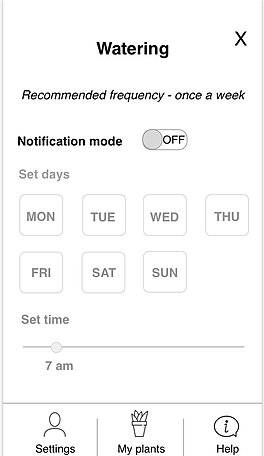 X
Watering
Recommended frequency - once a week
Notification mode OFF
Set days
MON TUE WED THU
FRI SAT SUN
Set time
7 am
i
Settings My plants Help